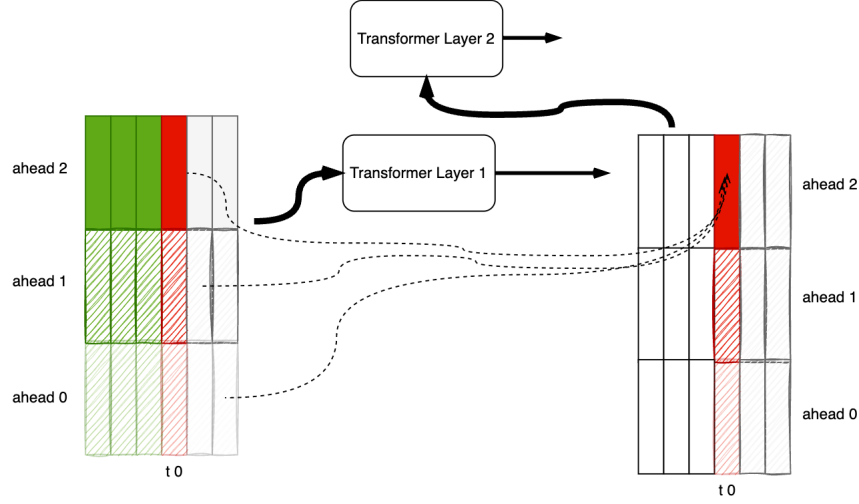 Transformer Layer 2
Transformer Layer 1
ahead 2
ahead 1
ahead 0
t 0
ahead 2
ahead 1
ahead 0
t 0